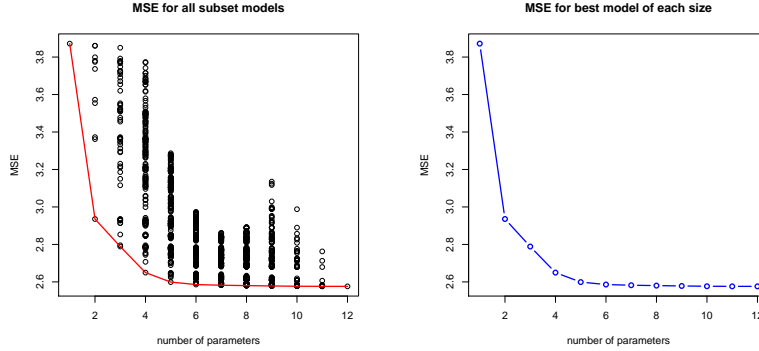 MSE for all subset models
3.8
3.6
3.4
3.2
3.0
2.8
2.6
MSE
2 4 6 8 10 12
number of parameters
MSE for best model of each size
3.8
3.6
3.4
3.2
3.0
2.8
2.6
MSE
2 4 6 8 10 12
number of parameters